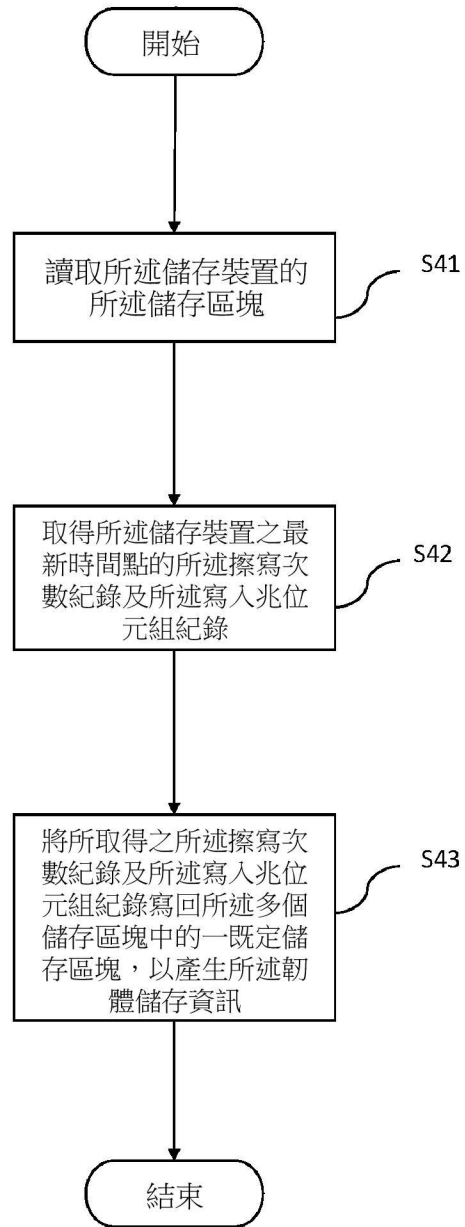 開始
讀取所述儲存裝置的
所述儲存區塊
S41
取得所述儲存裝置之最
新時間點的所述擦寫次
數紀錄及所述寫入兆位
元組紀錄
S42
將所取得之所述擦寫次
數紀錄及所述寫入兆位
元組紀錄寫回所述多個
儲存區塊中的一既定儲
存區塊，以產生所述韌
體儲存資訊
S43
結束